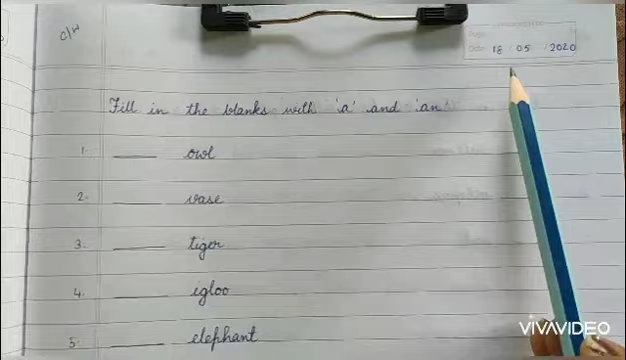 C/W
Date 18 / 05 / 2020
Fill in the blanks with 'a' and 'an
1. ____ owl
2. ____ vase
3. ____ tiger
4. ____ igloo
5. ____ elephant
VIVAVIDEO